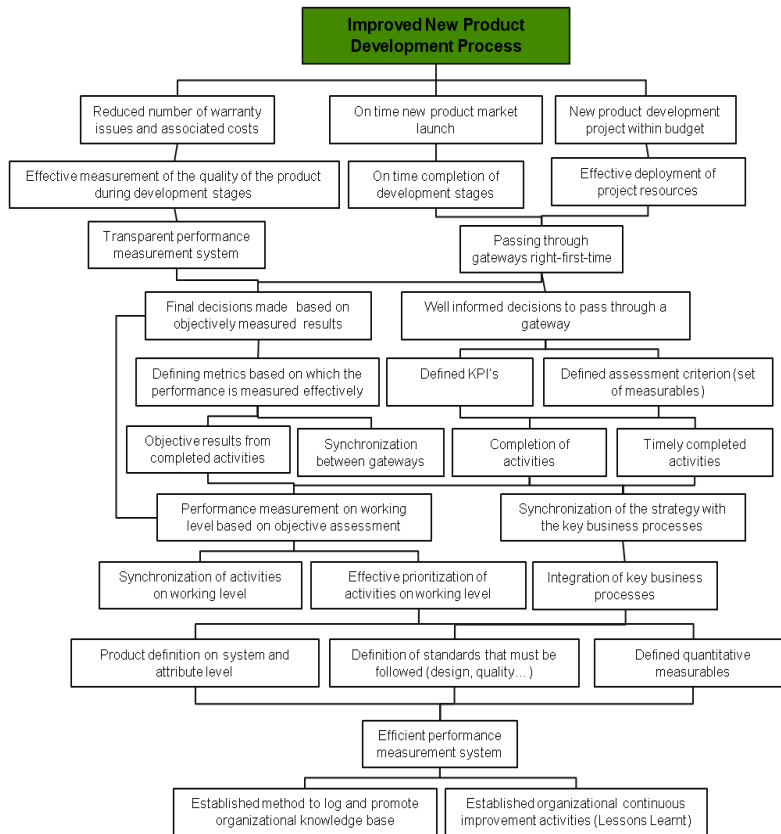 Improved New Product
Development Process
Reduced number of warranty
issues and associated costs
On time new product market
launch
New product development
project within budget
Effective measurement of the quality of the product
during development stages
On time completion of
development stages
Effective deployment of
project resources
Transparent performance
measurement system
Passing through
gateways right-first-time
Final decisions made based on
objectively measured results
Well informed decisions to pass through a
gateway
Defining metrics based on which the
performance is measured effectively
Defined KPI's
Defined assessment criterion (set
of measurables)
Objective results from
completed activities
Synchronization
between gateways
Completion of
activities
Timely completed
activities
Performance measurement on working
level based on objective assessment
Synchronization of the strategy with
the key business processes
Synchronization of activities
on working level
Effective prioritization of
activities on working level
Integration of key business
processes
Product definition on system and
attribute level
Definition of standards that must be
followed (design, quality...)
Defined quantitative
measurables
Efficient performance
measurement system
Established method to log and promote
organizational knowledge base
Established organizational continuous
improvement activities (Lessons Learnt)